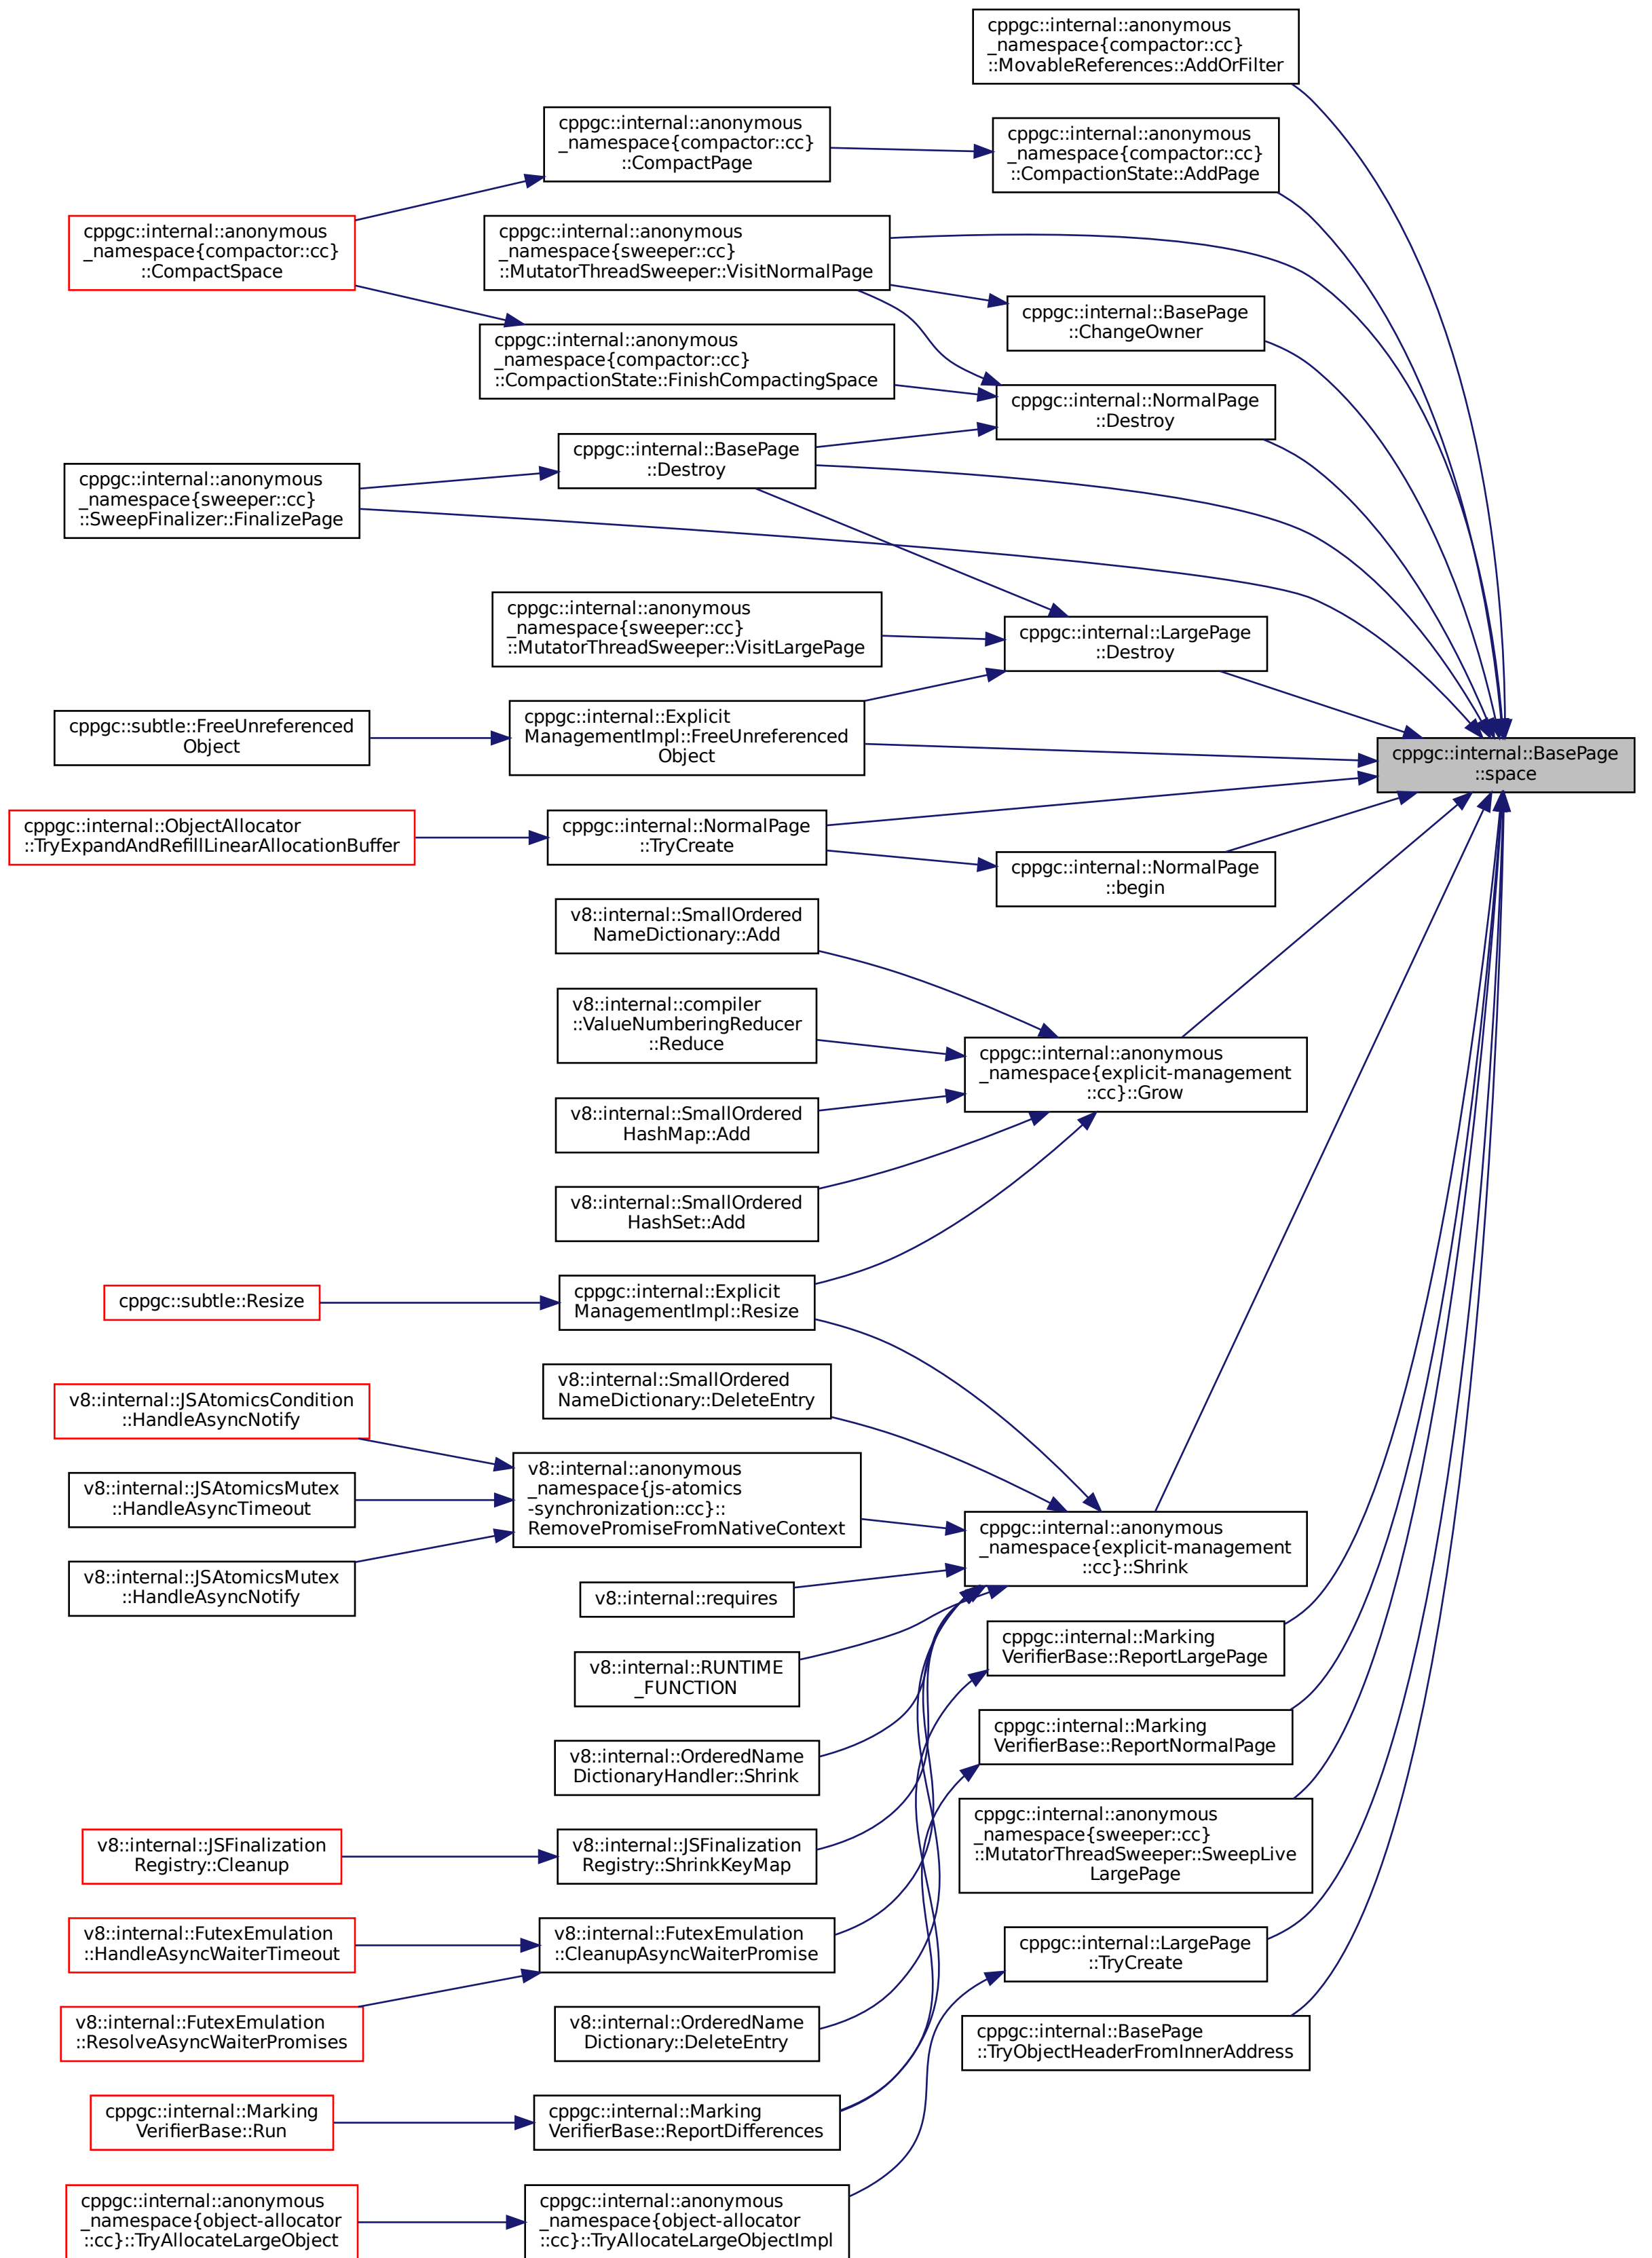 cppgc::internal::anonymous
_namespace{compactor::cc}
::MovableReferences::AddOrFilter
cppgc::internal::anonymous
_namespace{compactor::cc}
::CompactPage
cppgc::internal::anonymous
_namespace{compactor::cc}
::CompactionState::AddPage
cppgc::internal::anonymous
_namespace{compactor::cc}
::CompactSpace
cppgc::internal::anonymous
_namespace{sweeper::cc}
::MutatorThreadSweeper::VisitNormalPage
cppgc::internal::BasePage
::ChangeOwner
cppgc::internal::anonymous
_namespace{compactor::cc}
::CompactionState::FinishCompactingSpace
cppgc::internal::NormalPage
::Destroy
cppgc::internal::BasePage
::Destroy
cppgc::internal::anonymous
_namespace{sweeper::cc}
::SweepFinalizer::FinalizePage
cppgc::internal::anonymous
_namespace{sweeper::cc}
::MutatorThreadSweeper::VisitLargePage
cppgc::internal::LargePage
::Destroy
cppgc::subtle::FreeUnreferenced
Object
cppgc::internal::Explicit
ManagementImpl::FreeUnreferenced
Object
cppgc::internal::BasePage
::space
cppgc::internal::ObjectAllocator
::TryExpandAndRefillLinearAllocationBuffer
cppgc::internal::NormalPage
::TryCreate
cppgc::internal::NormalPage
::begin
v8::internal::SmallOrdered
NameDictionary::Add
v8::internal::compiler
::ValueNumberingReducer
::Reduce
cppgc::internal::anonymous
_namespace{explicit-management
::cc}::Grow
v8::internal::SmallOrdered
HashMap::Add
v8::internal::SmallOrdered
HashSet::Add
cppgc::subtle::Resize
cppgc::internal::Explicit
ManagementImpl::Resize
v8::internal::SmallOrdered
NameDictionary::DeleteEntry
v8::internal::JSAtomicsCondition
::HandleAsyncNotify
v8::internal::JSAtomicsMutex
::HandleAsyncTimeout
v8::internal::anonymous
_namespace{js-atomics
-synchronization::cc}::
RemovePromiseFromNativeContext
cppgc::internal::anonymous
_namespace{explicit-management
::cc}::Shrink
v8::internal::JSAtomicsMutex
::HandleAsyncNotify
v8::internal::requires
cppgc::internal::Marking
VerifierBase::ReportLargePage
v8::internal::RUNTIME
_FUNCTION
cppgc::internal::Marking
VerifierBase::ReportNormalPage
v8::internal::OrderedName
DictionaryHandler::Shrink
cppgc::internal::anonymous
_namespace{sweeper::cc}
::MutatorThreadSweeper::SweepLive
LargePage
v8::internal::JSFinalization
Registry::Cleanup
v8::internal::JSFinalization
Registry::ShrinkKeyMap
v8::internal::FutexEmulation
::HandleAsyncWaiterTimeout
v8::internal::FutexEmulation
::CleanupAsyncWaiterPromise
cppgc::internal::LargePage
::TryCreate
v8::internal::FutexEmulation
::ResolveAsyncWaiterPromises
v8::internal::OrderedName
Dictionary::DeleteEntry
cppgc::internal::BasePage
::TryObjectHeaderFromInnerAddress
cppgc::internal::Marking
VerifierBase::Run
cppgc::internal::Marking
VerifierBase::ReportDifferences
cppgc::internal::anonymous
_namespace{object-allocator
::cc}::TryAllocateLargeObject
cppgc::internal::anonymous
_namespace{object-allocator
::cc}::TryAllocateLargeObjectImpl